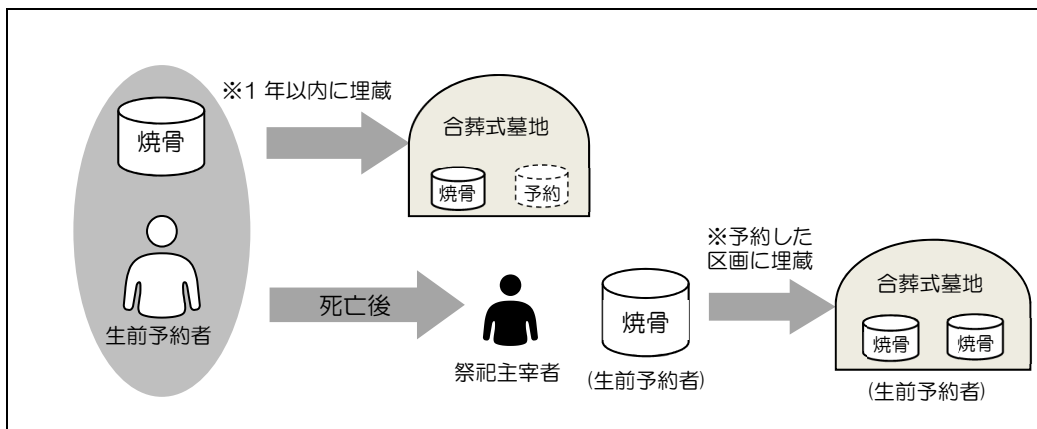 ※1年以内に埋蔵
焼骨
合葬式墓地
焼骨
予約
生前予約者
死亡後
祭祀主宰者
焼骨
(生前予約者)
※予約した
区画に埋蔵
合葬式墓地
焼骨
焼骨
(生前予約者)